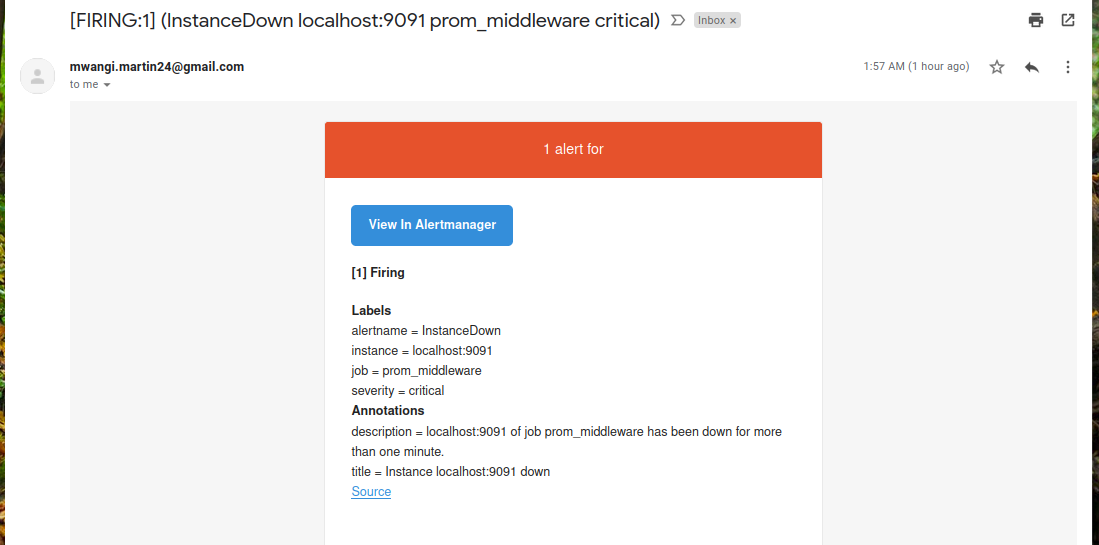 [FIRING:1] (InstanceDown localhost:9091 prom_middleware critical)
Inbox ×
mwangi.martin24@gmail.com
1:57 AM (1 hour ago)
to me
1 alert for
View In Alertmanager
[1] Firing
Labels
alertname = InstanceDown
instance = localhost:9091
job = prom_middleware
severity = critical
Annotations
description = localhost:9091 of job prom_middleware has been down for more
than one minute.
title = Instance localhost:9091 down
Source